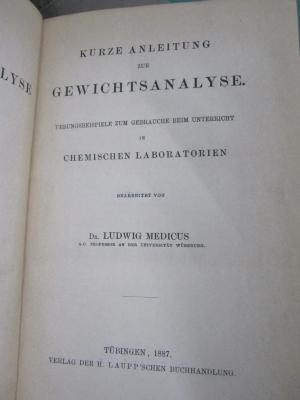 LYSE
KURZE ANLEITUNG
ZUR
GEWICHTSANALYSE.
UEBUNGSBEISPIELE ZUM GEBRAUCHE BEIM UNTERRICHT
IN
CHEMISCHEN LABORATORIEN
BEARBEITET VON
DR. LUDWIG MEDICUS
A.O. PROFESSOR AN DER UNIVERSITÄT WÜRZBURG.
TÜBINGEN, 1887.
VERLAG DER H. LAUPP'SCHEN BUCHHANDLUNG.